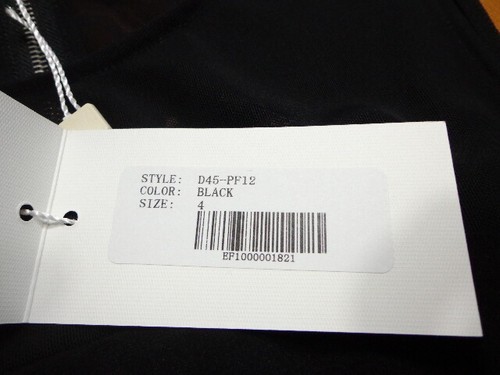 STYLE: D45-PF12
COLOR: BLACK
SIZE: 4
EF1000001821